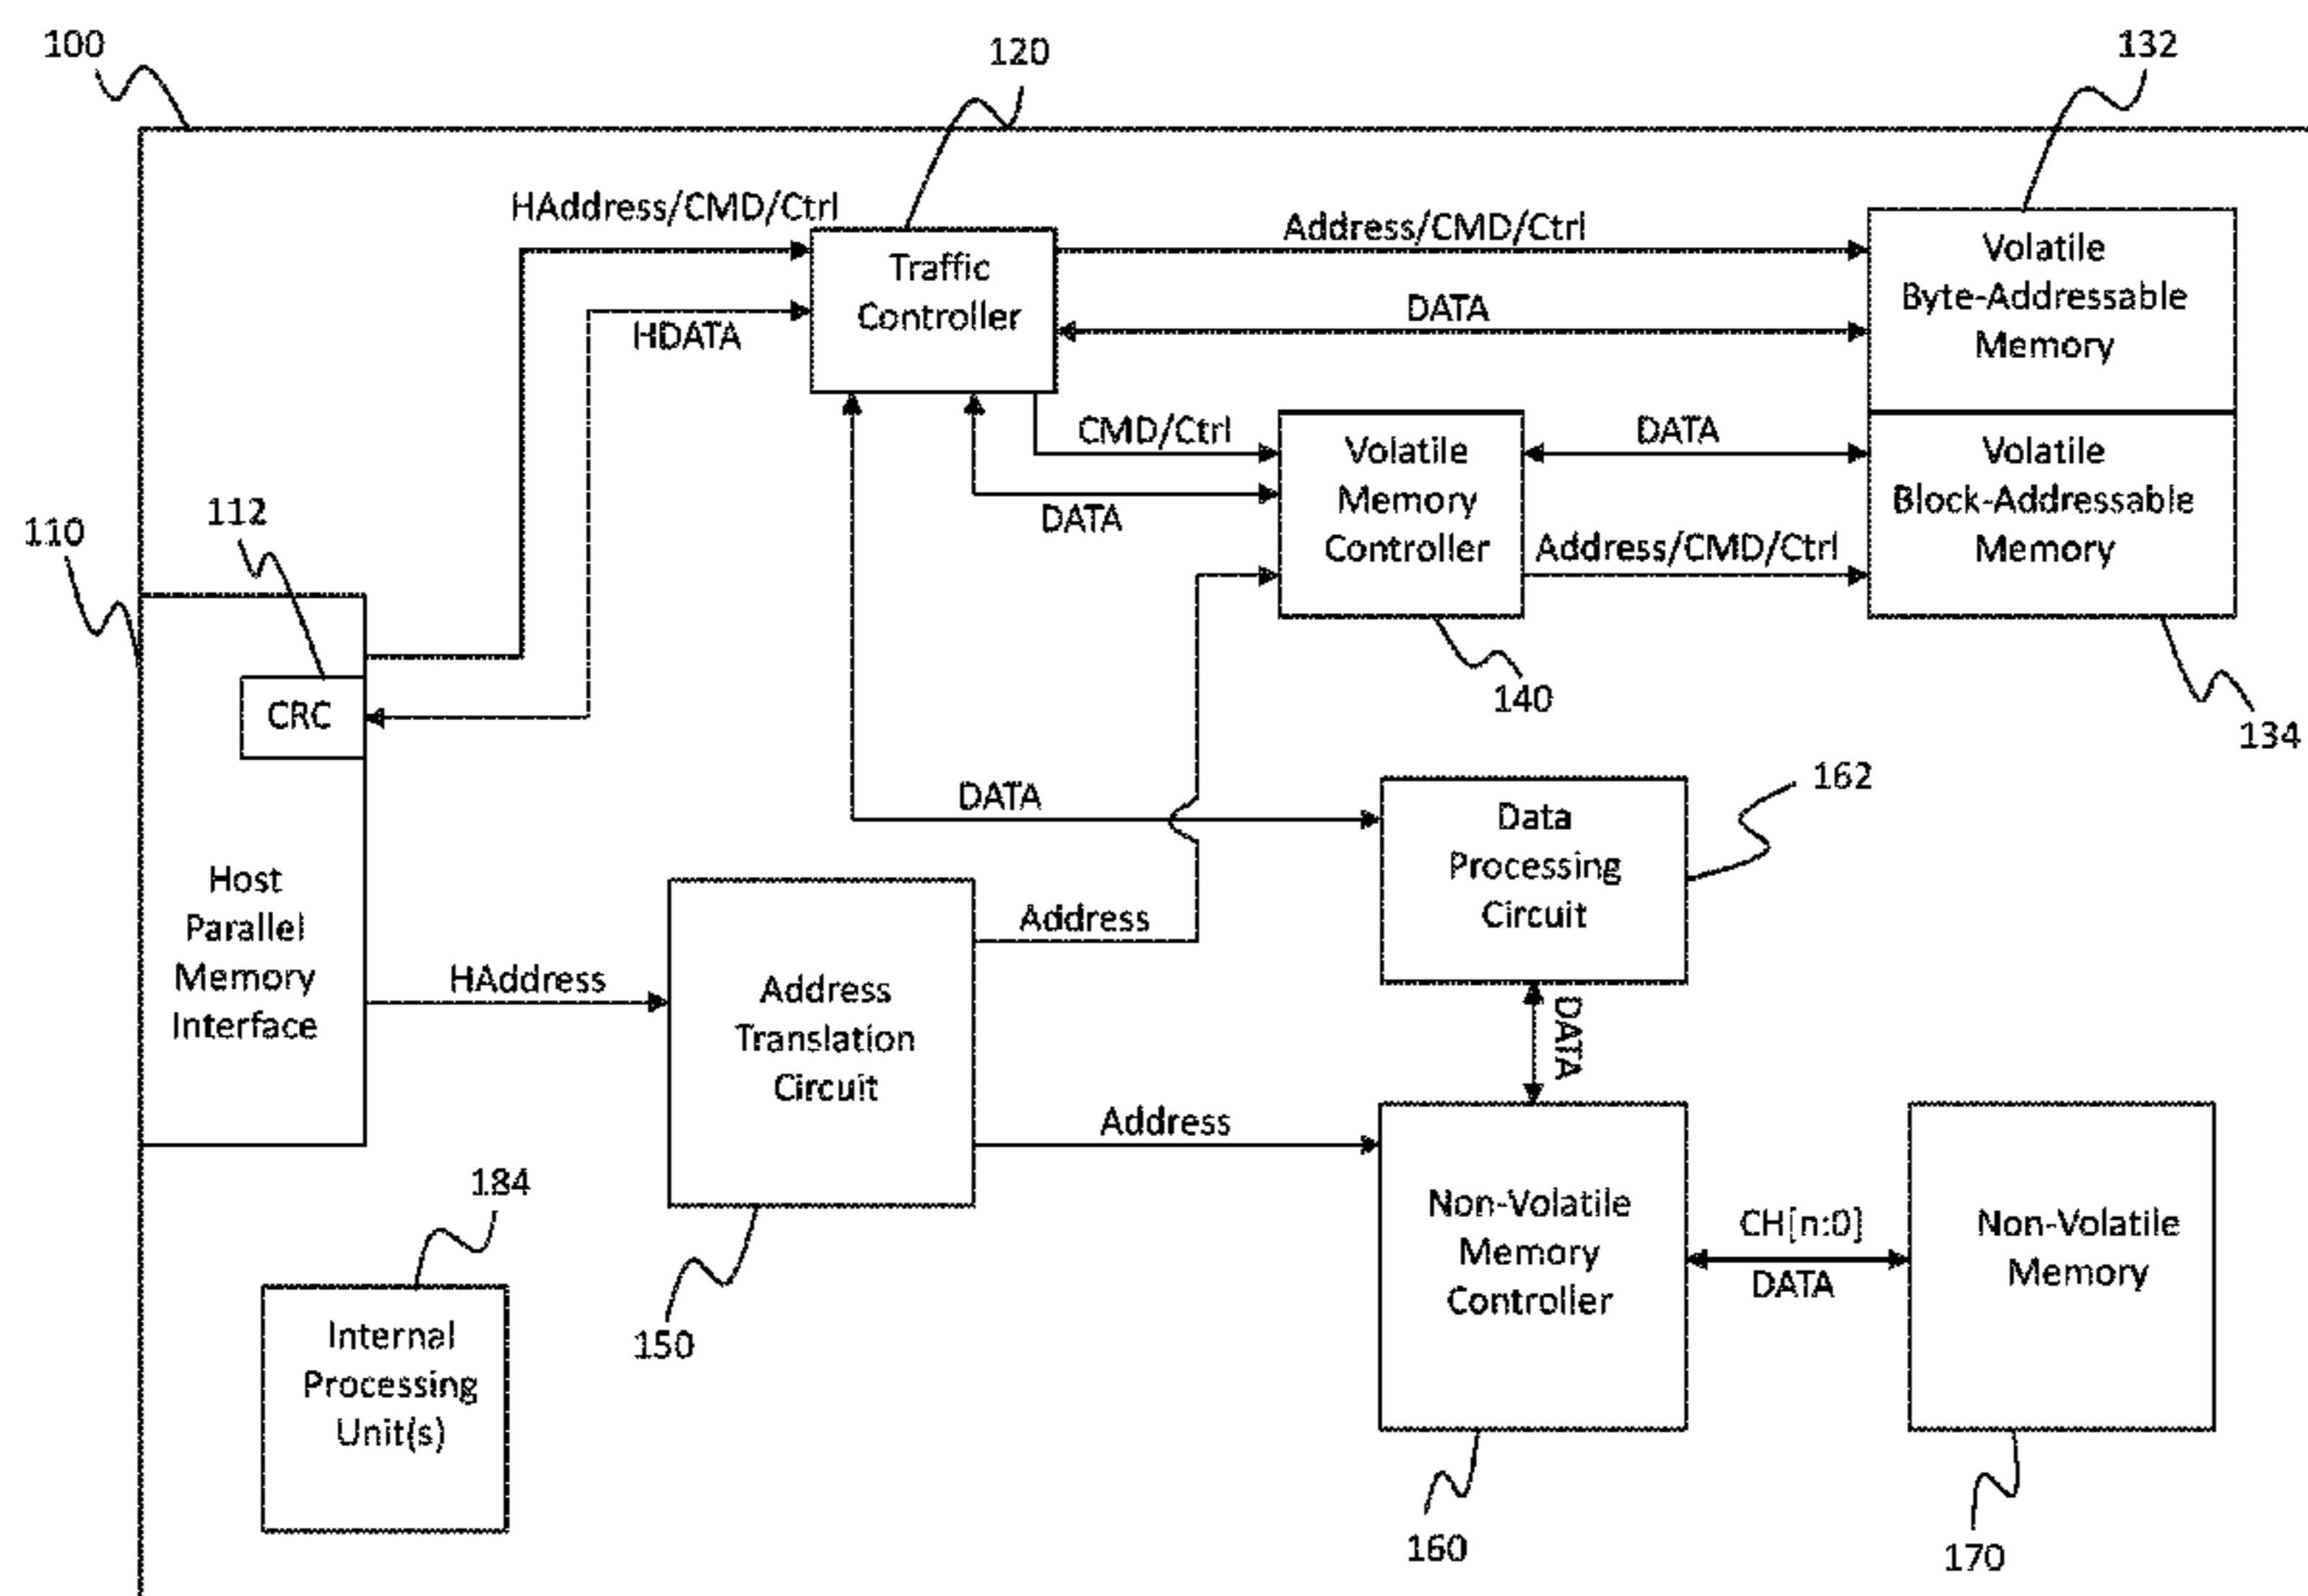 100
120
132
HAddress/CMD/Ctrl
Address/CMD/Ctrl
Traffic
Controller
HDATA
DATA
Volatile
Byte-Addressable
Memory
CMD/Ctrl
DATA
Volatile
Memory
Controller
DATA
Address/CMD/Ctrl
Volatile
Block-Addressable
Memory
110
112
CRC
140
134
Host
Parallel
Memory
Interface
DATA
162
Data
Processing
Circuit
HAddress
Address
Address
Translation
Circuit
DATA
Address
184
Internal
Processing
Unit(s)
150
Non-Volatile
Memory
Controller
CH[n:0]
DATA
Non-Volatile
Memory
160
170